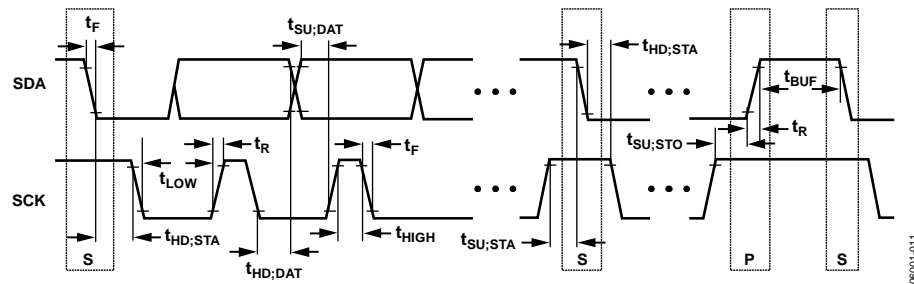 tF
tSU;DAT
tHD;STA
SDA
tBUF
tR
tF
tSU;STO
tR
tLOW
SCK
tHD;STA
tHIGH
tSU;STA
tHD;DAT
S
S
P
S
06901-011